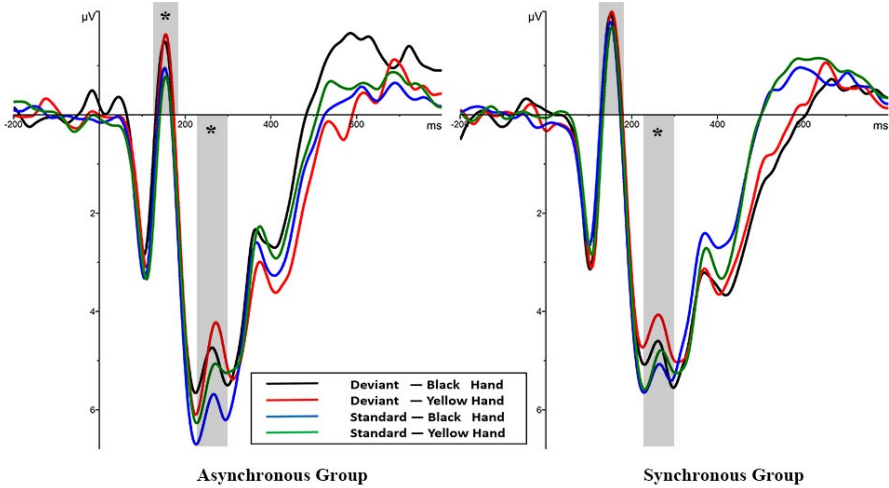 µV
*
*
-200
200
400
600
ms
2
4
6
Asynchronous Group
µV
*
-200
200
400
600
ms
2
4
6
Synchronous Group
Deviant — Black Hand
Deviant — Yellow Hand
Standard — Black Hand
Standard — Yellow Hand